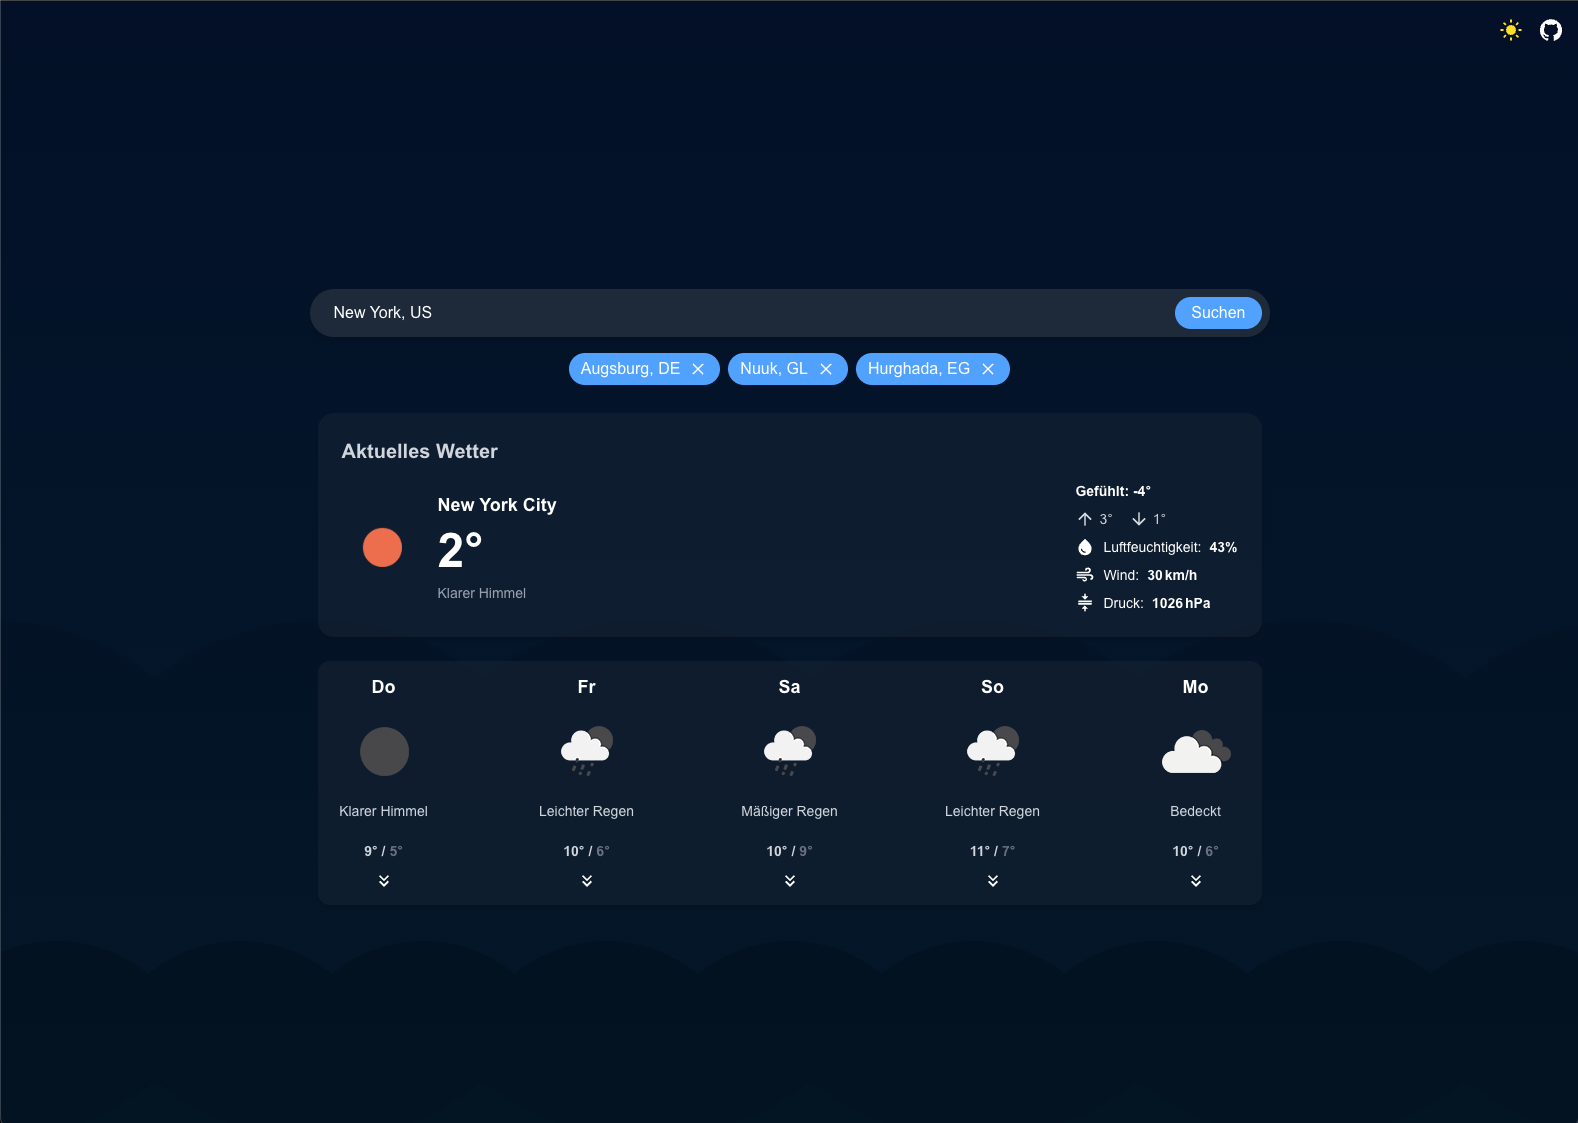 New York, US
Suchen
Augsburg, DE
Nuuk, GL
Hurghada, EG
Aktuelles Wetter
New York City
2°
Klarer Himmel
Gefühlt: -4°
3° 1°
Luftfeuchtigkeit: 43%
Wind: 30 km/h
Druck: 1026 hPa
Do
Klarer Himmel
9° / 5°
Fr
Leichter Regen
10° / 6°
Sa
Mäßiger Regen
10° / 9°
So
Leichter Regen
11° / 7°
Mo
Bedeckt
10° / 6°